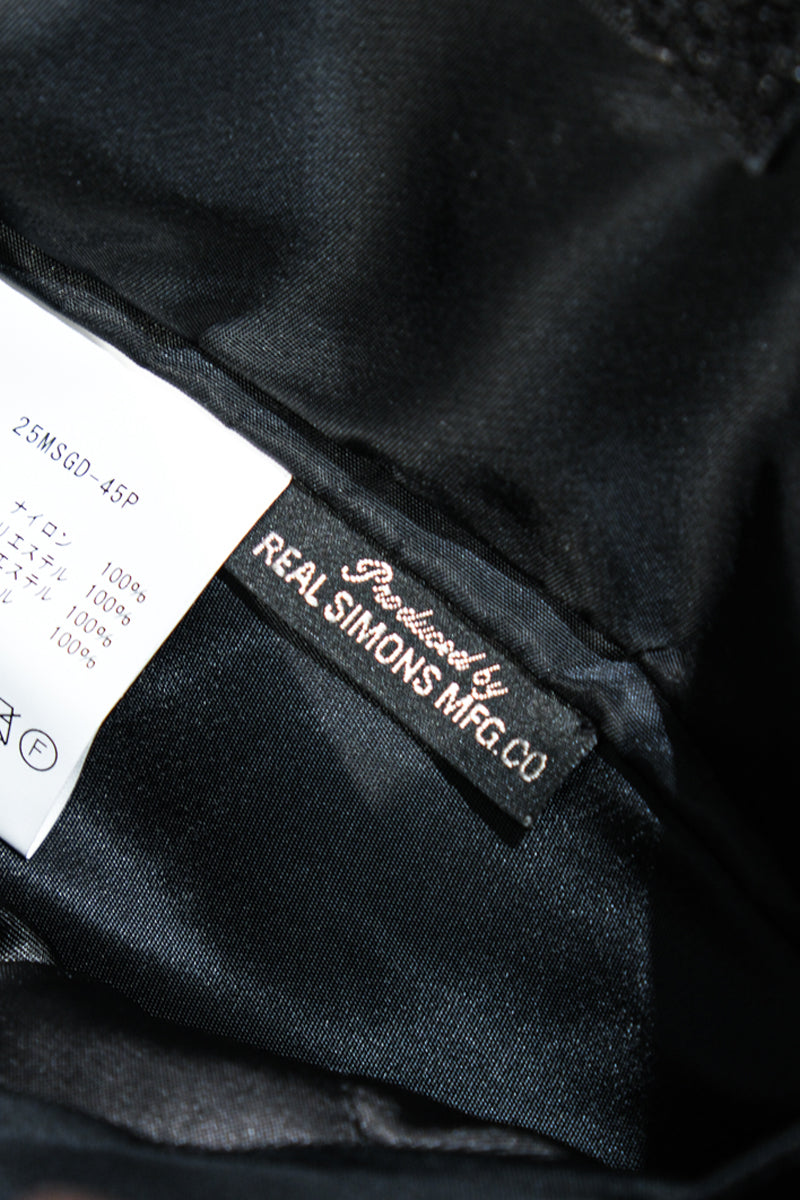 25MSGD-45P
ナイロン 100%
リエステル 100%
エステル 100%
ル 100%
F
Produced by
REAL SIMONS MFG.CO